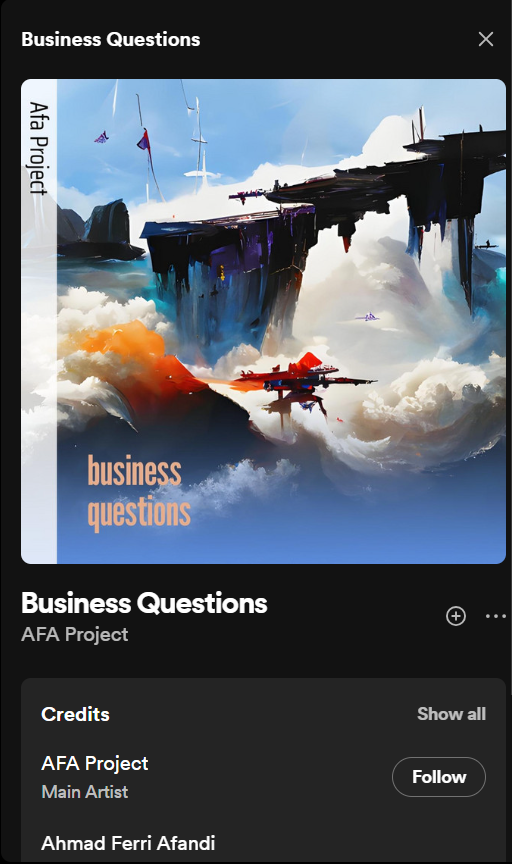 Business Questions
Afa Project
business
questions
Business Questions
AFA Project
Credits
Show all
AFA Project
Main Artist
Follow
Ahmad Ferri Afandi